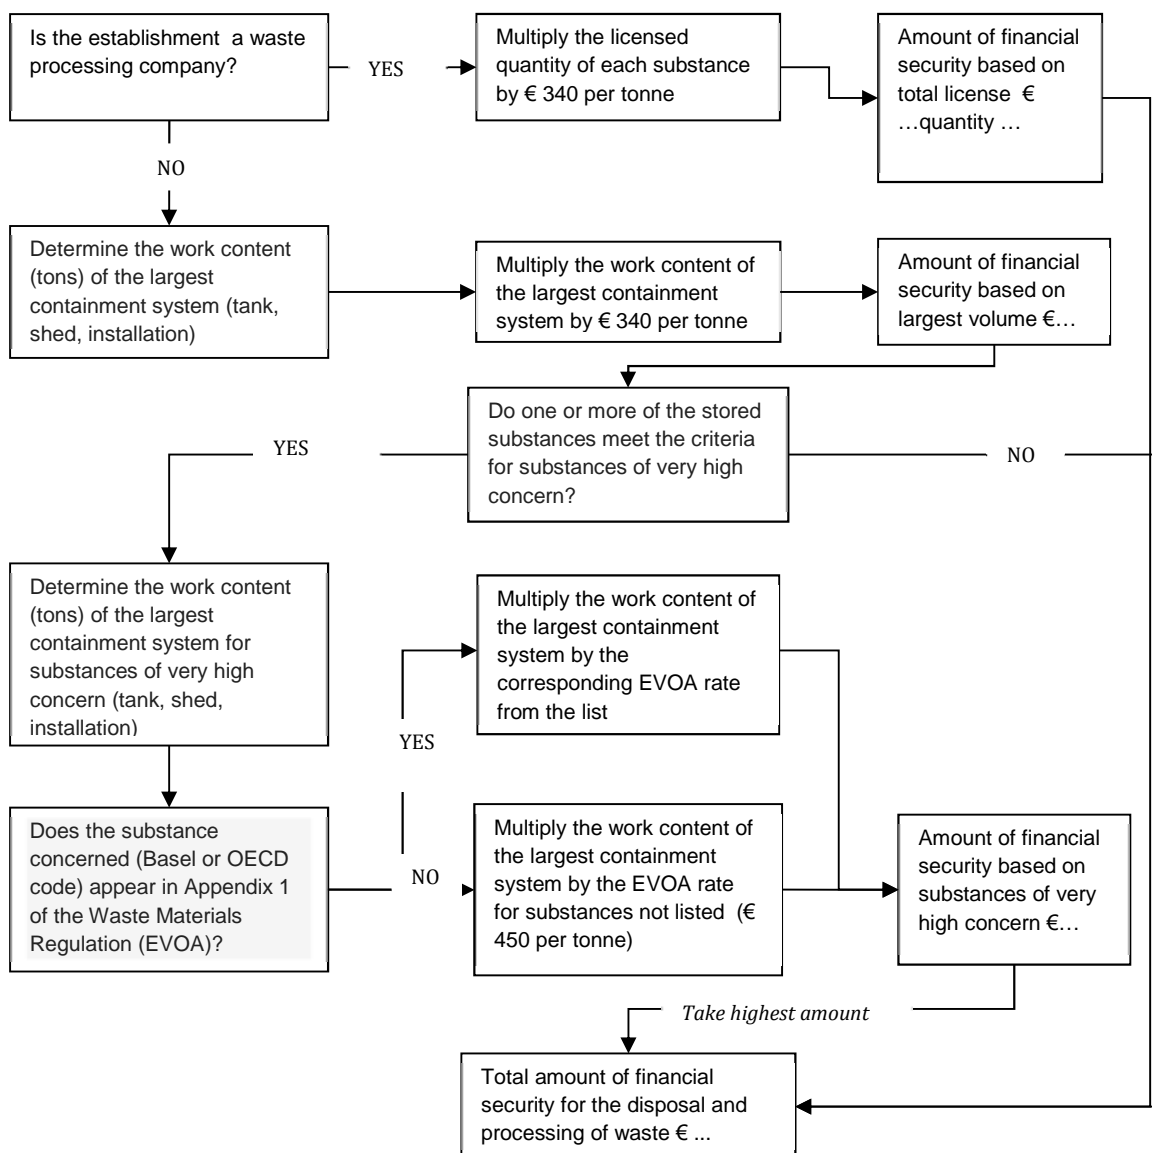 Is the establishment a waste
processing company?
YES
Multiply the licensed
quantity of each substance
by € 340 per tonne
Amount of financial
security based on
total license €
…quantity …
NO
Determine the work content
(tons) of the largest
containment system (tank,
shed, installation)
Multiply the work content of
the largest containment
system by € 340 per tonne
Amount of financial
security based on
largest volume €…
Do one or more of the stored
substances meet the criteria
for substances of very high
concern?
YES
NO
Determine the work content
(tons) of the largest
containment system for
substances of very high
concern (tank, shed,
installation)
Multiply the work content of
the largest containment
system by the
corresponding EVOA rate
from the list
YES
Does the substance
concerned (Basel or OECD
code) appear in Appendix 1
of the Waste Materials
Regulation (EVOA)?
NO
Multiply the work content of
the largest containment
system by the EVOA rate
for substances not listed (€
450 per tonne)
Amount of financial
security based on
substances of very
high concern €…
Take highest amount
Total amount of financial
security for the disposal and
processing of waste € ...